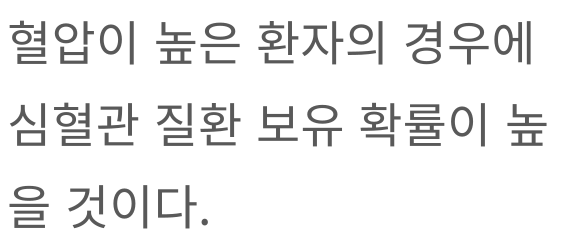 혈압이 높은 환자의 경우에
심혈관 질환 보유 확률이 높
을 것이다.